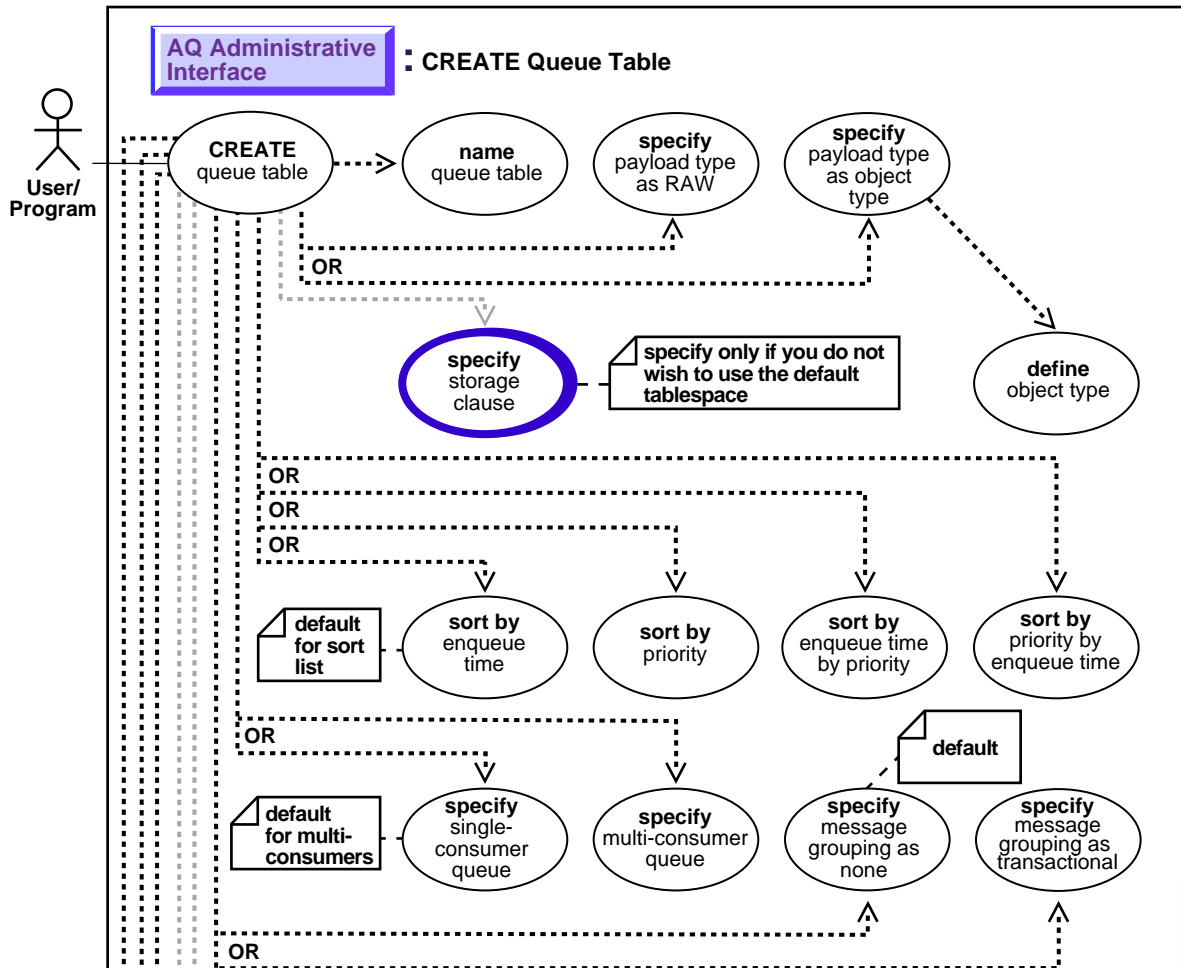 AQ Administrative
Interface
: CREATE Queue Table
User/
Program
CREATE
queue table
name
queue table
specify
payload type
as RAW
specify
payload type
as object
type
OR
specify
storage
clause
specify only if you do not
wish to use the default
tablespace
define
object type
OR
OR
OR
default
for sort
list
sort by
enqueue
time
sort by
priority
sort by
enqueue time
by priority
sort by
priority by
enqueue time
OR
default
default
for multi-
consumers
specify
single-
consumer
queue
specify
multi-consumer
queue
specify
message
grouping as
none
specify
message
grouping as
transactional
OR